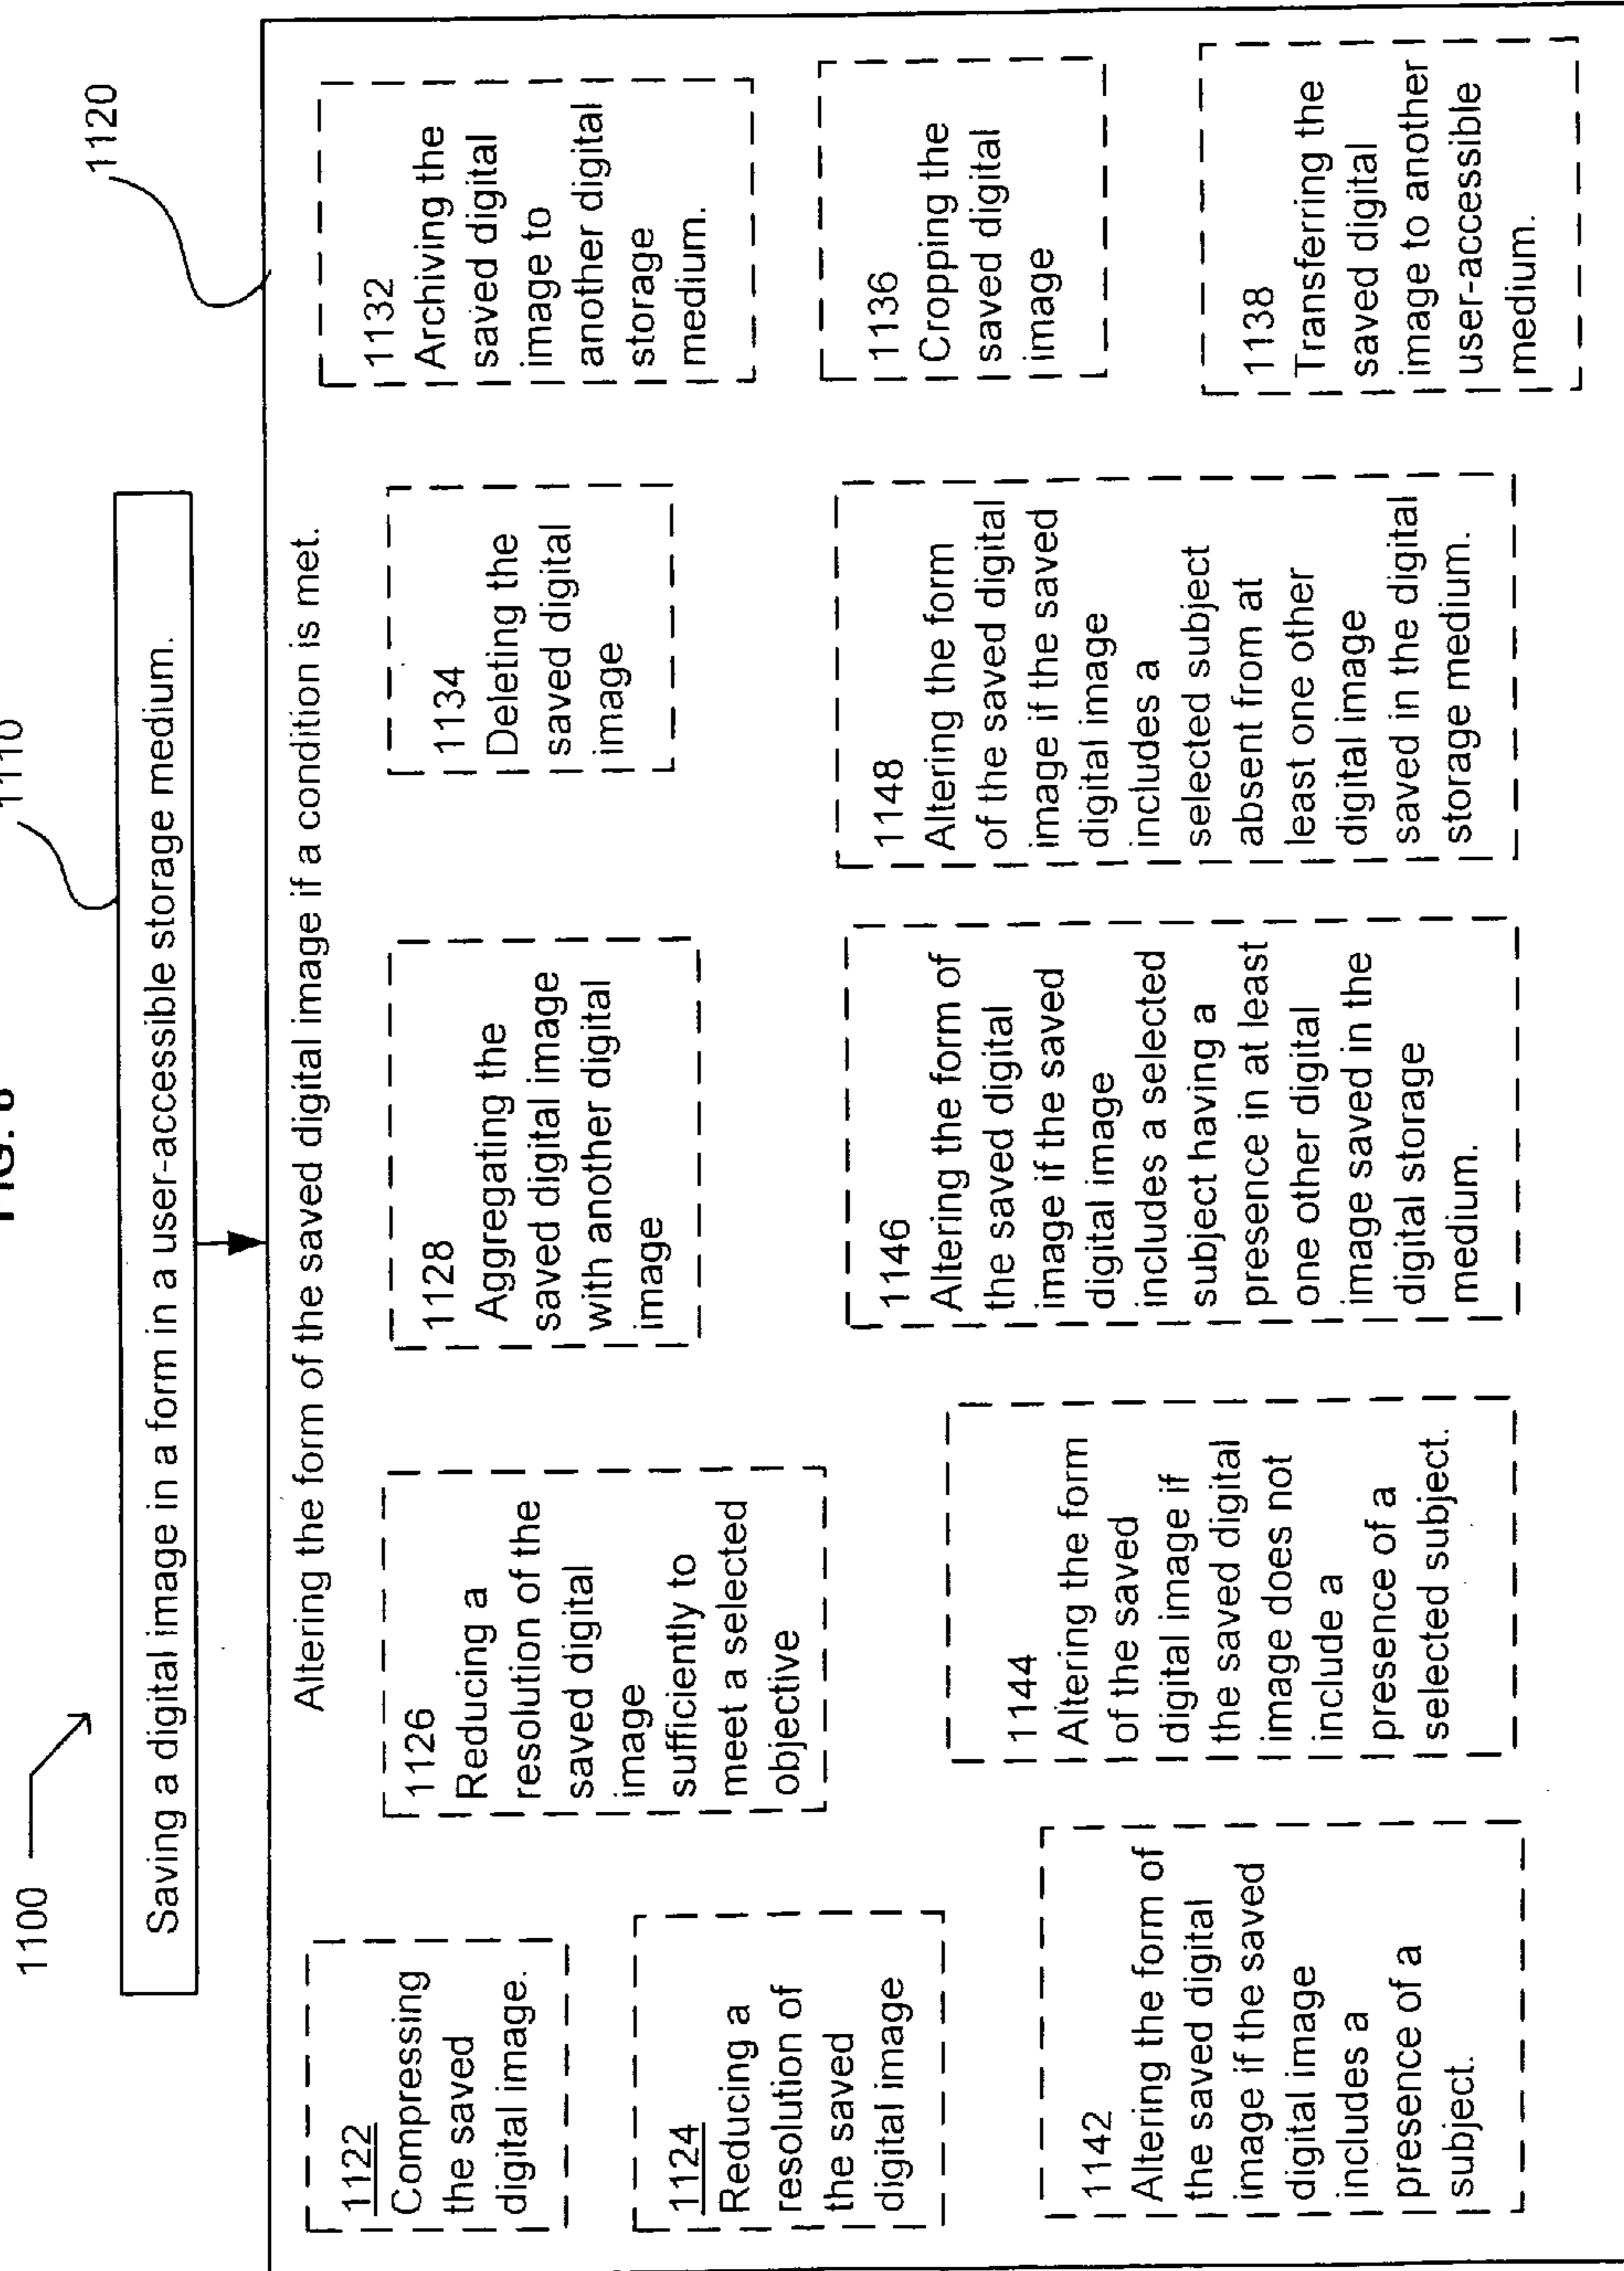 FIG. 8
1100
1110
Saving a digital image in a form in a user-accessible storage medium.
1120
Altering the form of the saved digital image if a condition is met.
1122
Compressing
the saved
digital image.
1124
Reducing a
resolution of
the saved
digital image
1126
Reducing a
resolution of the
saved digital
image
sufficiently to
meet a selected
objective
1128
Aggregating the
saved digital image
with another digital
image
1134
Deleting the
saved digital
image
1132
Archiving the
saved digital
image to
another digital
storage
medium.
1136
Cropping the
saved digital
image
1138
Transferring the
saved digital
image to another
user-accessible
medium.
1142
Altering the form of
the saved digital
image if the saved
digital image
includes a
presence of a
subject.
1144
Altering the form
of the saved
digital image if
the saved digital
image does not
include a
presence of a
selected subject.
1146
Altering the form of
the saved digital
image if the saved
digital image
includes a selected
subject having a
presence in at least
one other digital
image saved in the
digital storage
medium.
1148
Altering the form
of the saved digital
image if the saved
digital image
includes a
selected subject
absent from at
least one other
digital image
saved in the digital
storage medium.